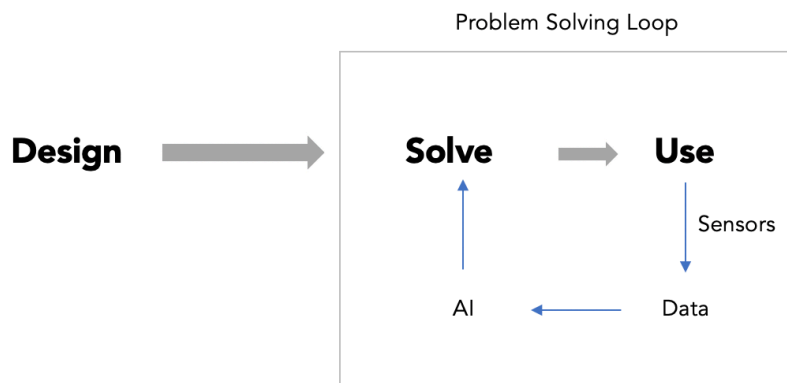 Problem Solving Loop
Design
Solve
Use
Sensors
AI
Data